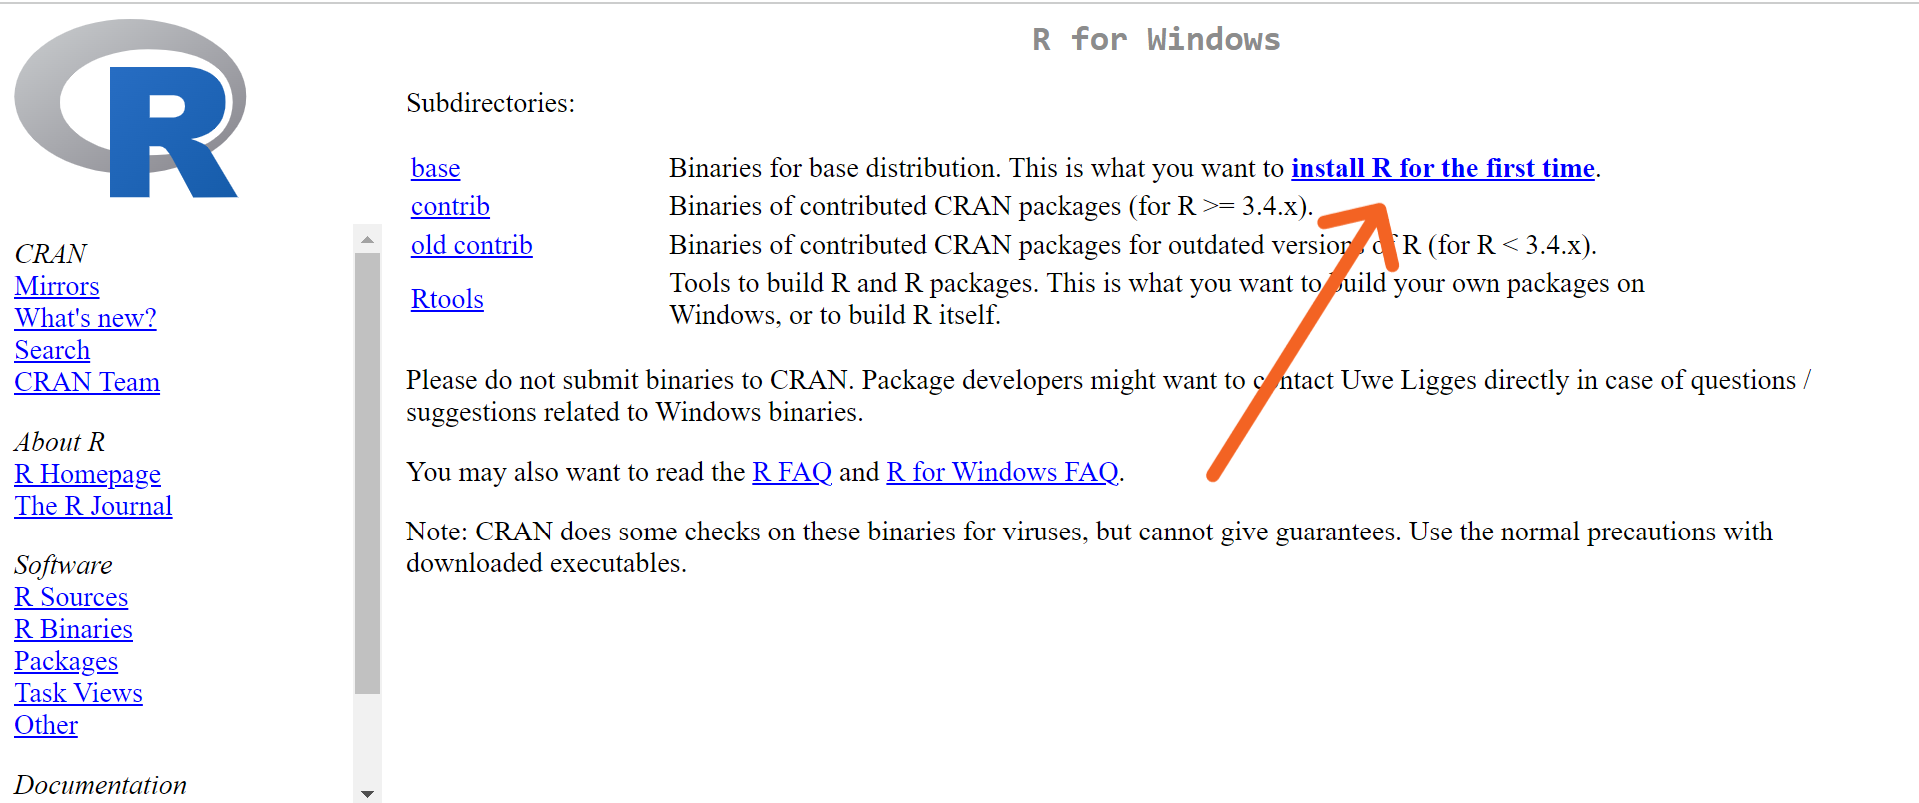 R
R for Windows
Subdirectories:
base Binaries for base distribution. This is what you want to install R for the first time.
contrib Binaries of contributed CRAN packages (for R >= 3.4.x).
old contrib Binaries of contributed CRAN packages for outdated versions of R (for R < 3.4.x).
Rtools Tools to build R and R packages. This is what you want to build your own packages on
Windows, or to build R itself.
Please do not submit binaries to CRAN. Package developers might want to contact Uwe Ligges directly in case of questions /
suggestions related to Windows binaries.
You may also want to read the R FAQ and R for Windows FAQ.
Note: CRAN does some checks on these binaries for viruses, but cannot give guarantees. Use the normal precautions with
downloaded executables.
CRAN
Mirrors
What's new?
Search
CRAN Team
About R
R Homepage
The R Journal
Software
R Sources
R Binaries
Packages
Task Views
Other
Documentation